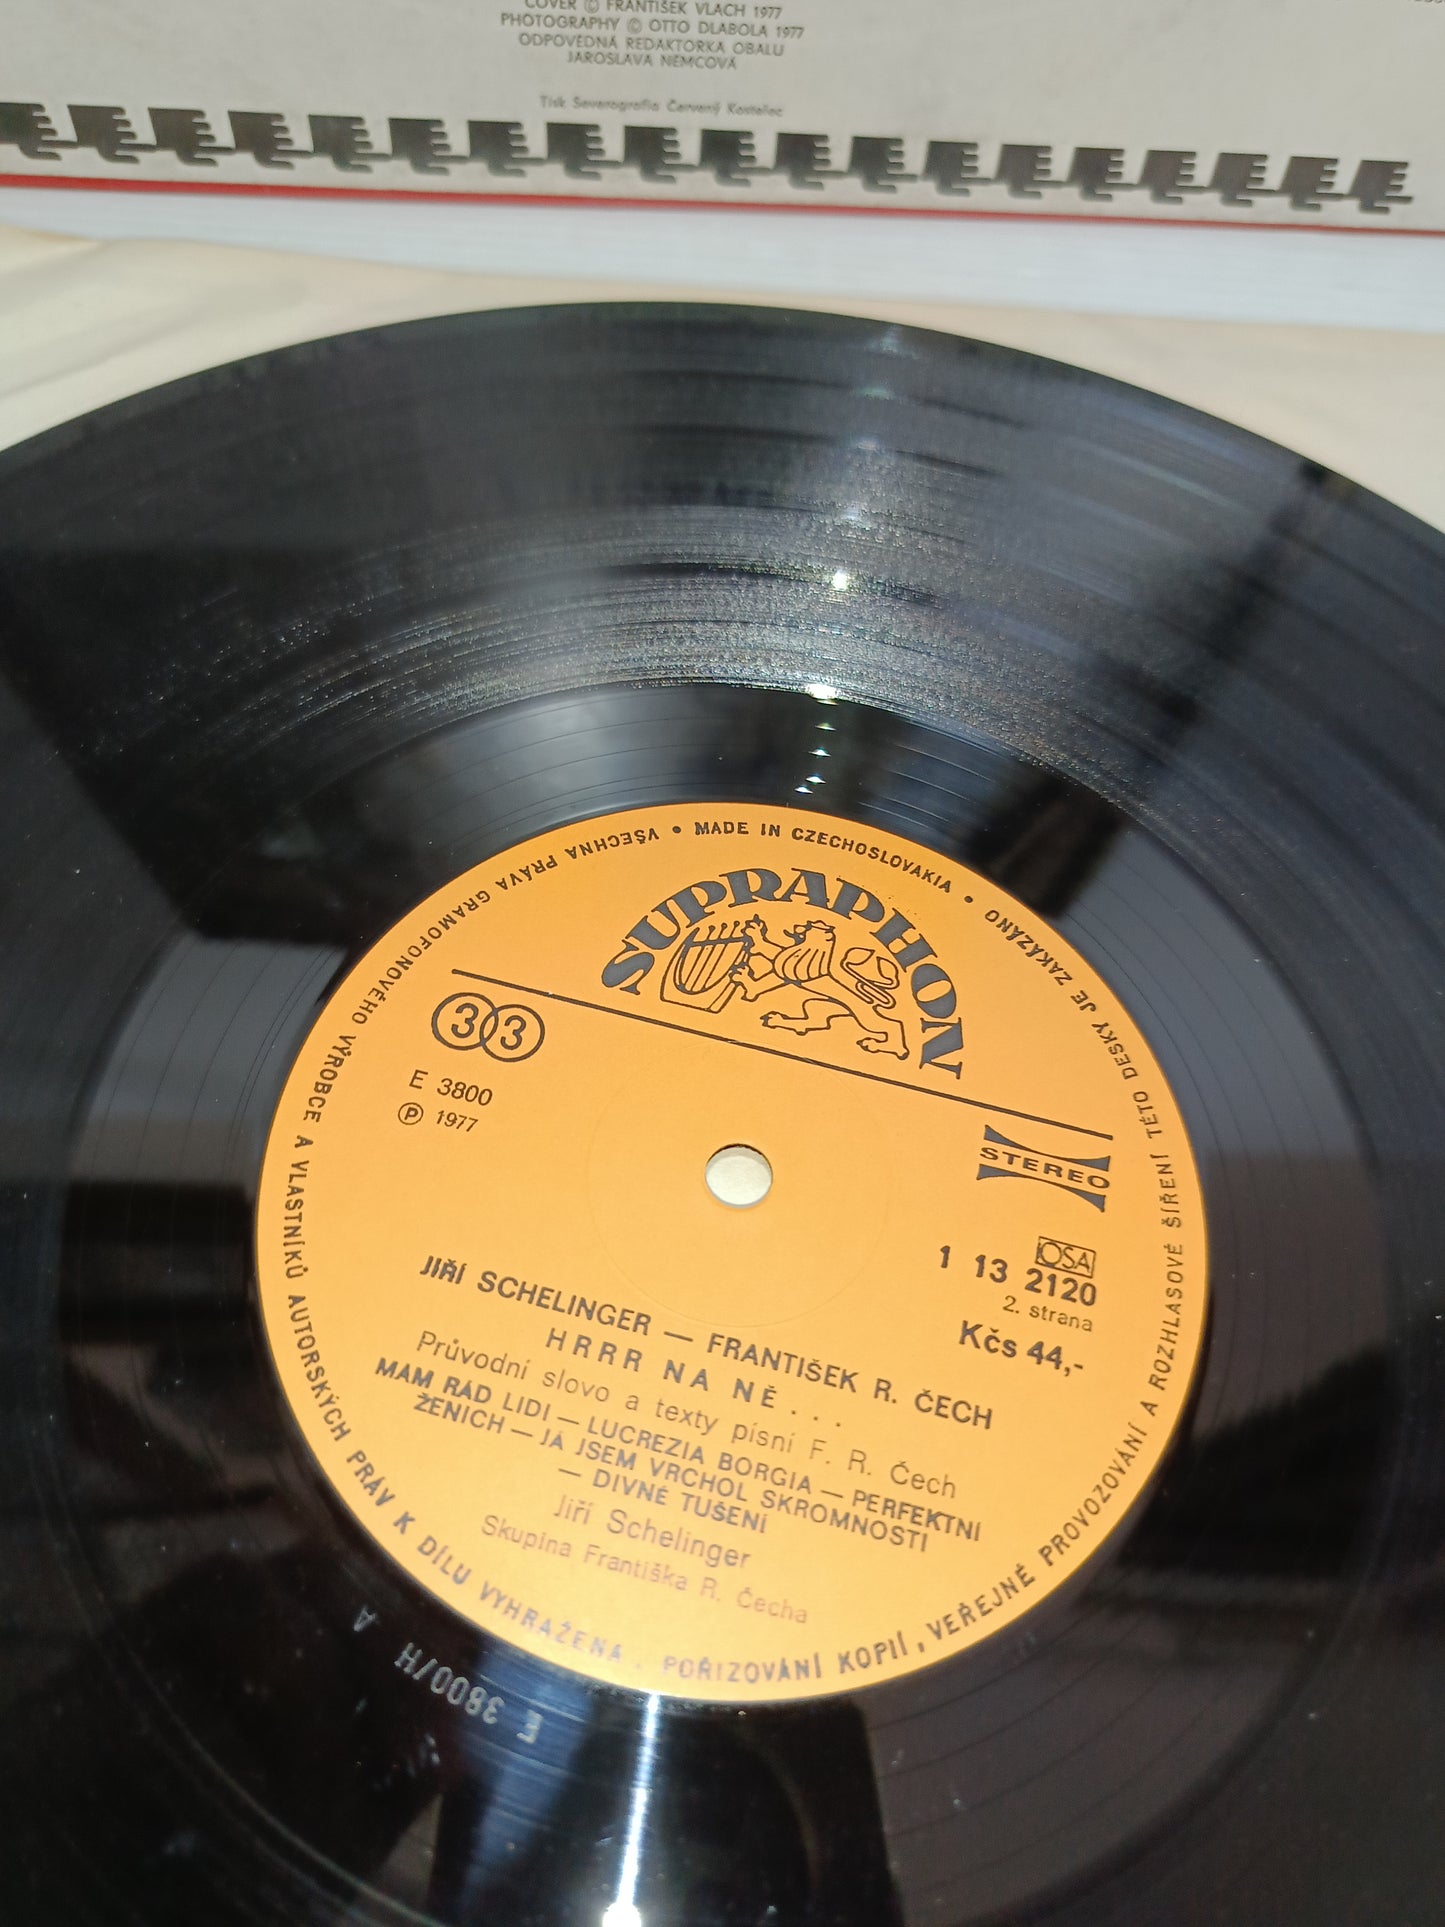 COVER © FRANTIŠEK VLACH 1977
PHOTOGRAPHY © OTTO DLABOLA 1977
ODPOVĚDNÁ REDAKTORKA OBALU
JAROSLAVA NĚMCOVÁ
Tisk Severografia Červený Kostelec
GRAMOFONOVÉHO VÝROBCE A VLASTNÍKŮ AUTORSKÝCH PRÁV K DÍLU VYHRAŽENA . POŘIZOVÁNÍ KOPIÍ, VEŘEJNÉ PROVOZOVÁNÍ A ROZHLASOVÉ ŠÍŘENÍ TÉTO DESKY JE ZAKÁZÁNO • MADE IN CZECHOSLOVAKIA • VŠECHNA PRÁVA
SUPRAPHON
33
E 3800
Ⓟ 1977
STEREO
OSA
1 13 2120
2. strana
Kčs 44,-
JIŘÍ SCHELINGER — FRANTIŠEK R. ČECH
HRRR NA NĚ...
Průvodní slovo a texty písní F. R. Čech
MÁM RÁD LIDI — LUCREZIA BORGIA — PERFEKTNÍ
ŽENICH — JÁ JSEM VRCHOL SKROMNOSTI
— DIVNÉ TUŠENÍ
Jiří Schelinger
Skupina Františka R. Čecha
E 3800/H A